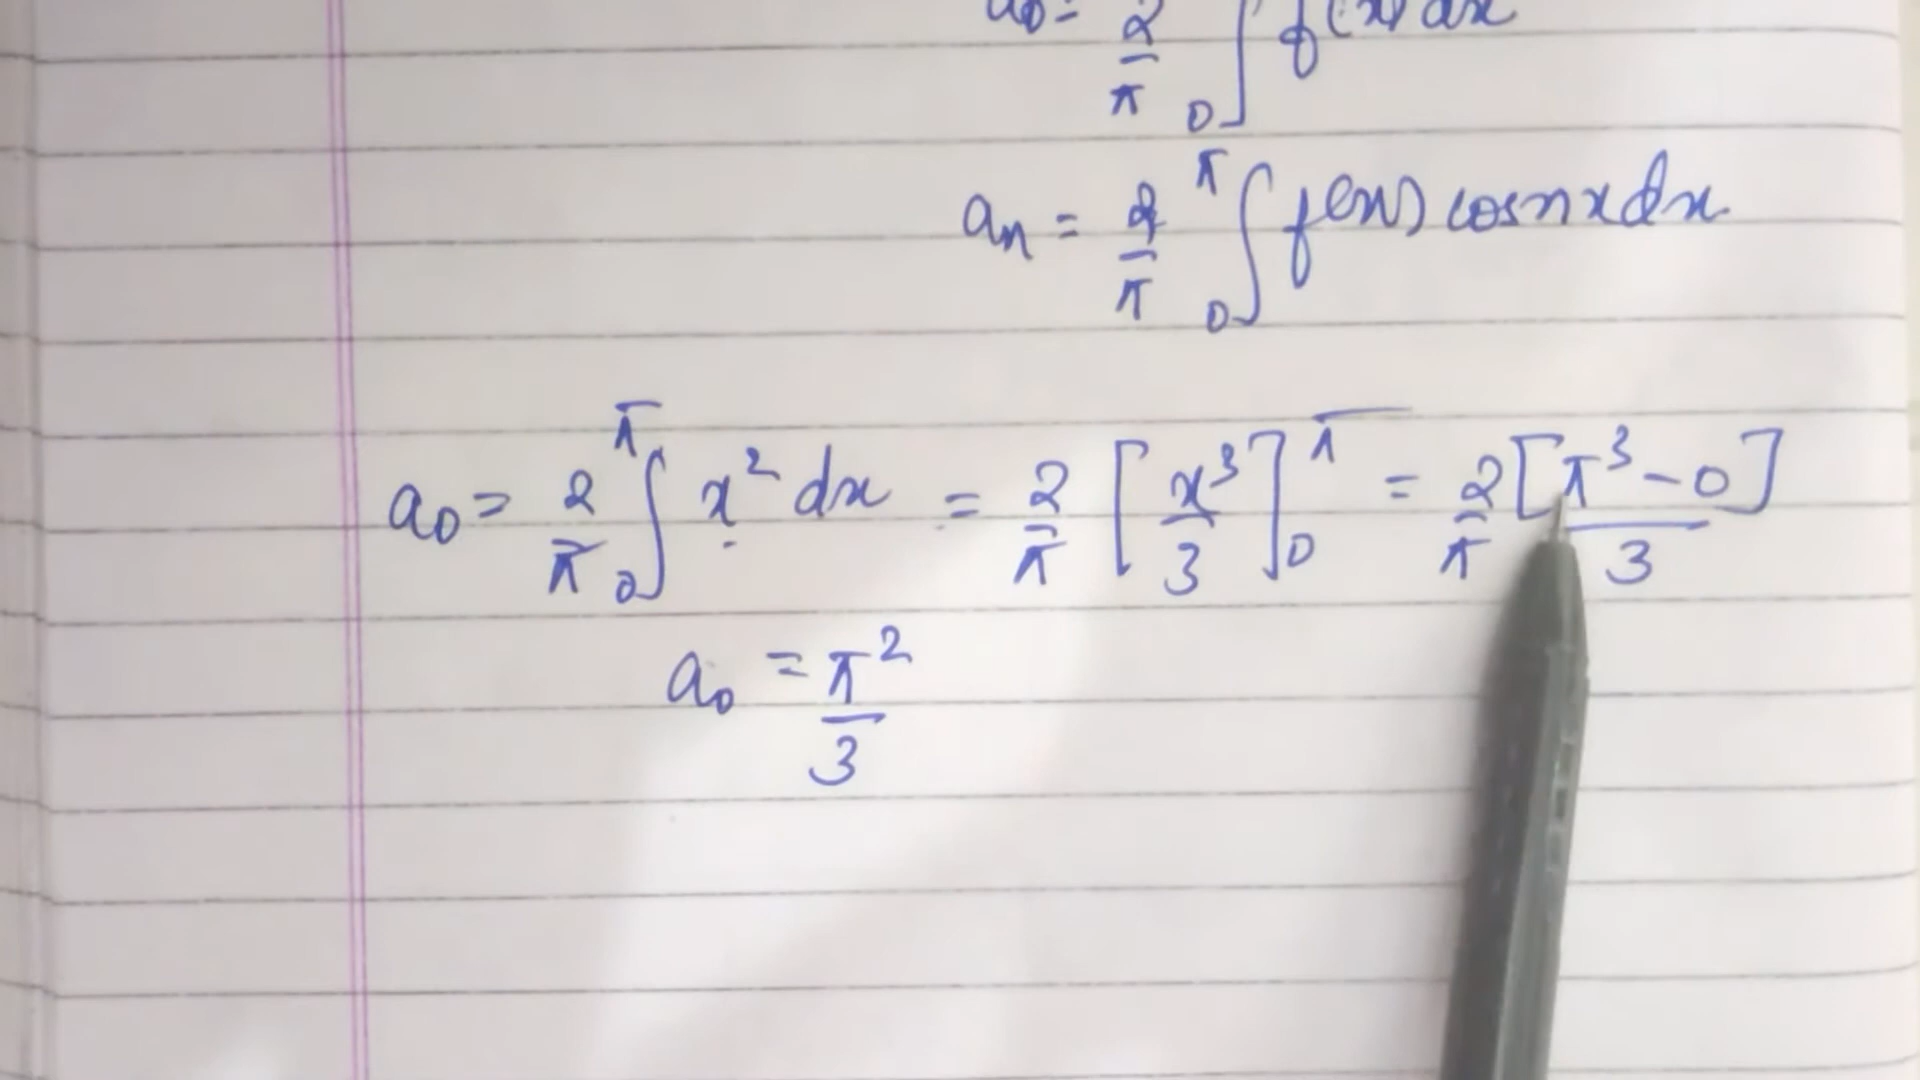 a₀ = 2/π ∫₀ f(x) dx
aₙ = 2/π ∫₀^π f(x) cos nx dx
a₀ = 2/π ∫₀^π x² dx = 2/π [x³/3]₀^π = 2/π [π³ - 0]/3
a₀ = π²/3